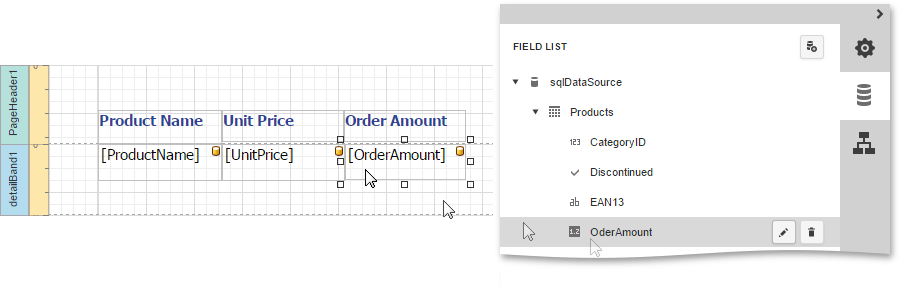 PageHeader1
Product Name Unit Price Order Amount
detailBand1
[ProductName] [UnitPrice] [OrderAmount]
FIELD LIST
sqlDataSource
Products
123 CategoryID
Discontinued
ab EAN13
1.2 OderAmount